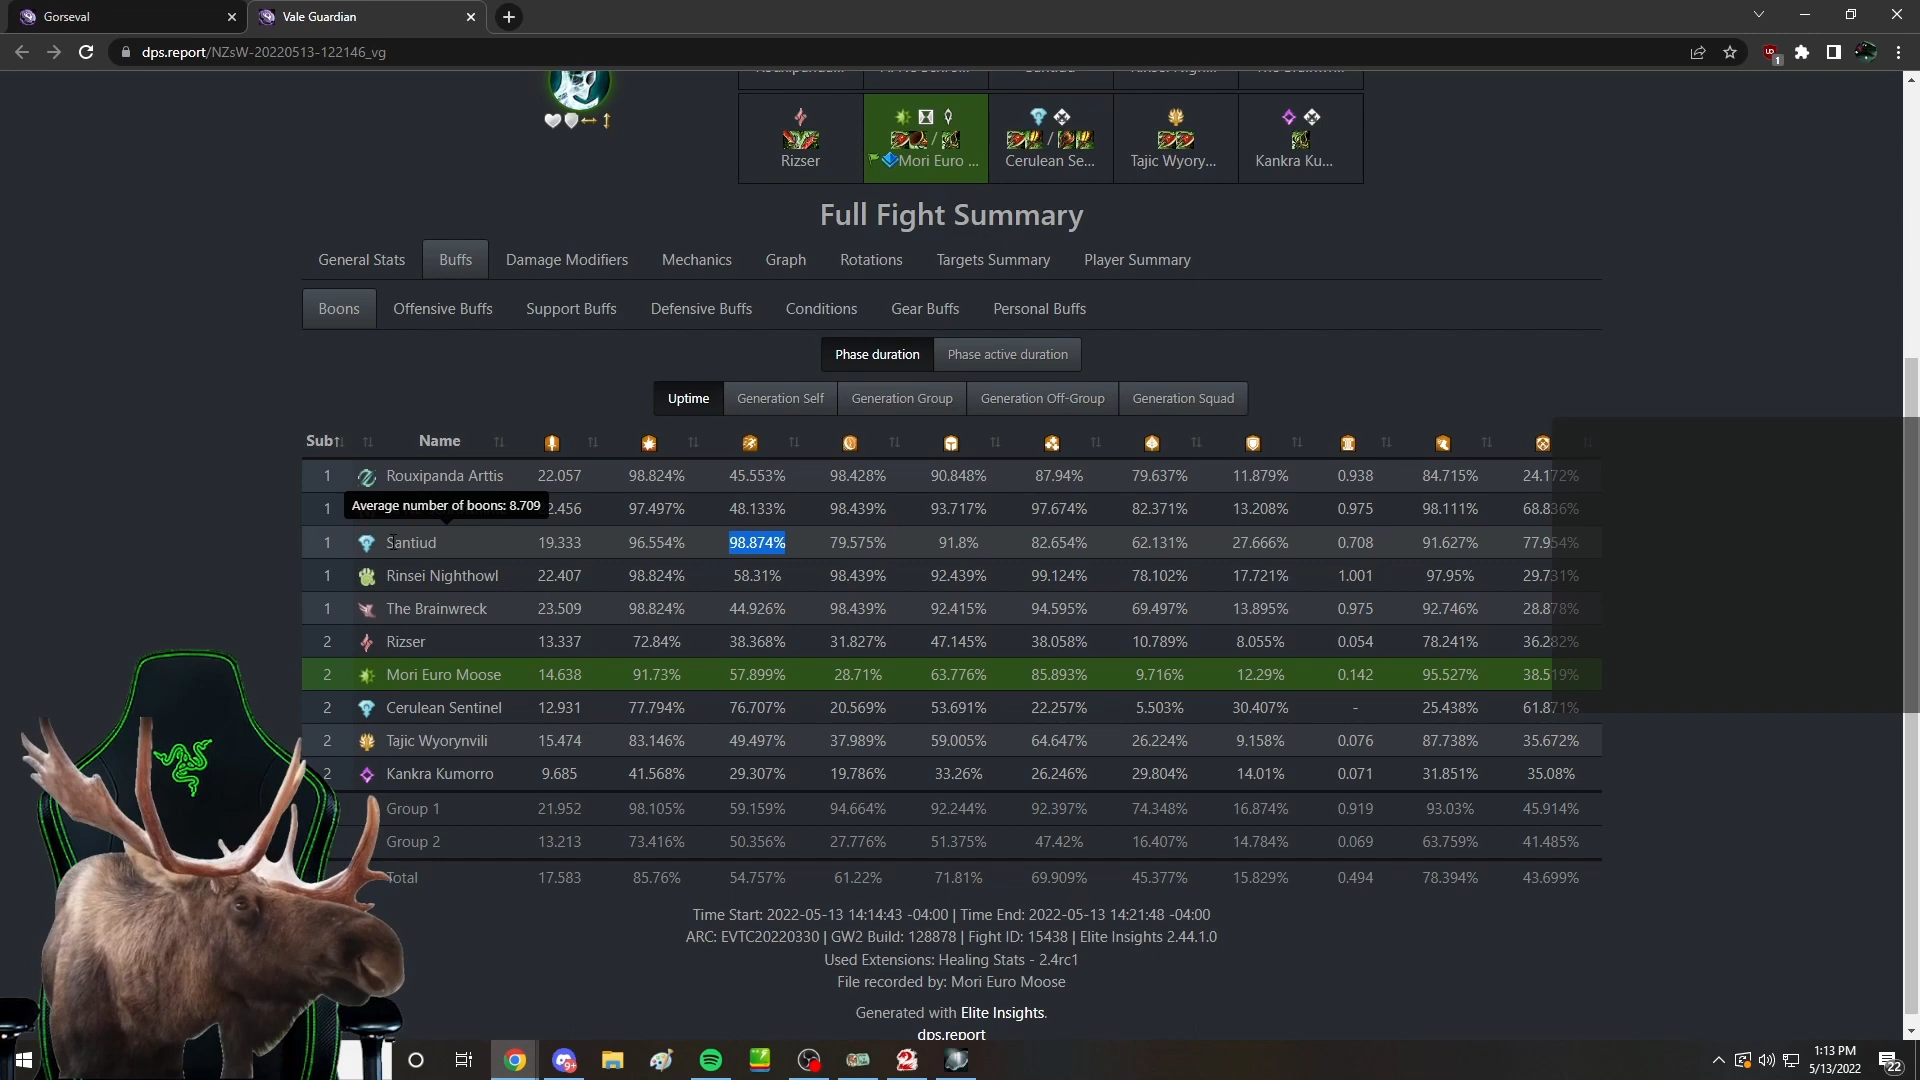 Gorseval
Vale Guardian
dps.report/NZsW-20220513-122146_vg
Rizser
Mori Euro ...
Cerulean Se...
Tajic Wyory...
Kankra Ku...
Full Fight Summary
General Stats Buffs Damage Modifiers Mechanics Graph Rotations Targets Summary Player Summary
Boons Offensive Buffs Support Buffs Defensive Buffs Conditions Gear Buffs Personal Buffs
Phase duration Phase active duration
Uptime Generation Self Generation Group Generation Off-Group Generation Squad
Sub Name
1 Rouxipanda Arttis 22.057 98.824% 45.553% 98.428% 90.848% 87.94% 79.637% 11.879% 0.938 84.715% 24.172%
Average number of boons: 8.709
1 .456 97.497% 48.133% 98.439% 93.717% 97.674% 82.371% 13.208% 0.975 98.111% 68.836%
1 Santiud 19.333 96.554% 98.874% 79.575% 91.8% 82.654% 62.131% 27.666% 0.708 91.627% 77.954%
1 Rinsei Nighthowl 22.407 98.824% 58.31% 98.439% 92.439% 99.124% 78.102% 17.721% 1.001 97.95% 29.731%
1 The Brainwreck 23.509 98.824% 44.926% 98.439% 92.415% 94.595% 69.497% 13.895% 0.975 92.746% 28.878%
2 Rizser 13.337 72.84% 38.368% 31.827% 47.145% 38.058% 10.789% 8.055% 0.054 78.241% 36.282%
2 Mori Euro Moose 14.638 91.73% 57.899% 28.71% 63.776% 85.893% 9.716% 12.29% 0.142 95.527% 38.519%
2 Cerulean Sentinel 12.931 77.794% 76.707% 20.569% 53.691% 22.257% 5.503% 30.407% - 25.438% 61.871%
2 Tajic Wyorynvili 15.474 83.146% 49.497% 37.989% 59.005% 64.647% 26.224% 9.158% 0.076 87.738% 35.672%
2 Kankra Kumorro 9.685 41.568% 29.307% 19.786% 33.26% 26.246% 29.804% 14.01% 0.071 31.851% 35.08%
Group 1 21.952 98.105% 59.159% 94.664% 92.244% 92.397% 74.348% 16.874% 0.919 93.03% 45.914%
Group 2 13.213 73.416% 50.356% 27.776% 51.375% 47.42% 16.407% 14.784% 0.069 63.759% 41.485%
Total 17.583 85.76% 54.757% 61.22% 71.81% 69.909% 45.377% 15.829% 0.494 78.394% 43.699%
Time Start: 2022-05-13 14:14:43 -04:00 | Time End: 2022-05-13 14:21:48 -04:00
ARC: EVTC20220330 | GW2 Build: 128878 | Fight ID: 15438 | Elite Insights 2.44.1.0
Used Extensions: Healing Stats - 2.4rc1
File recorded by: Mori Euro Moose
Generated with Elite Insights.
dps.report
1:13 PM
5/13/2022
22